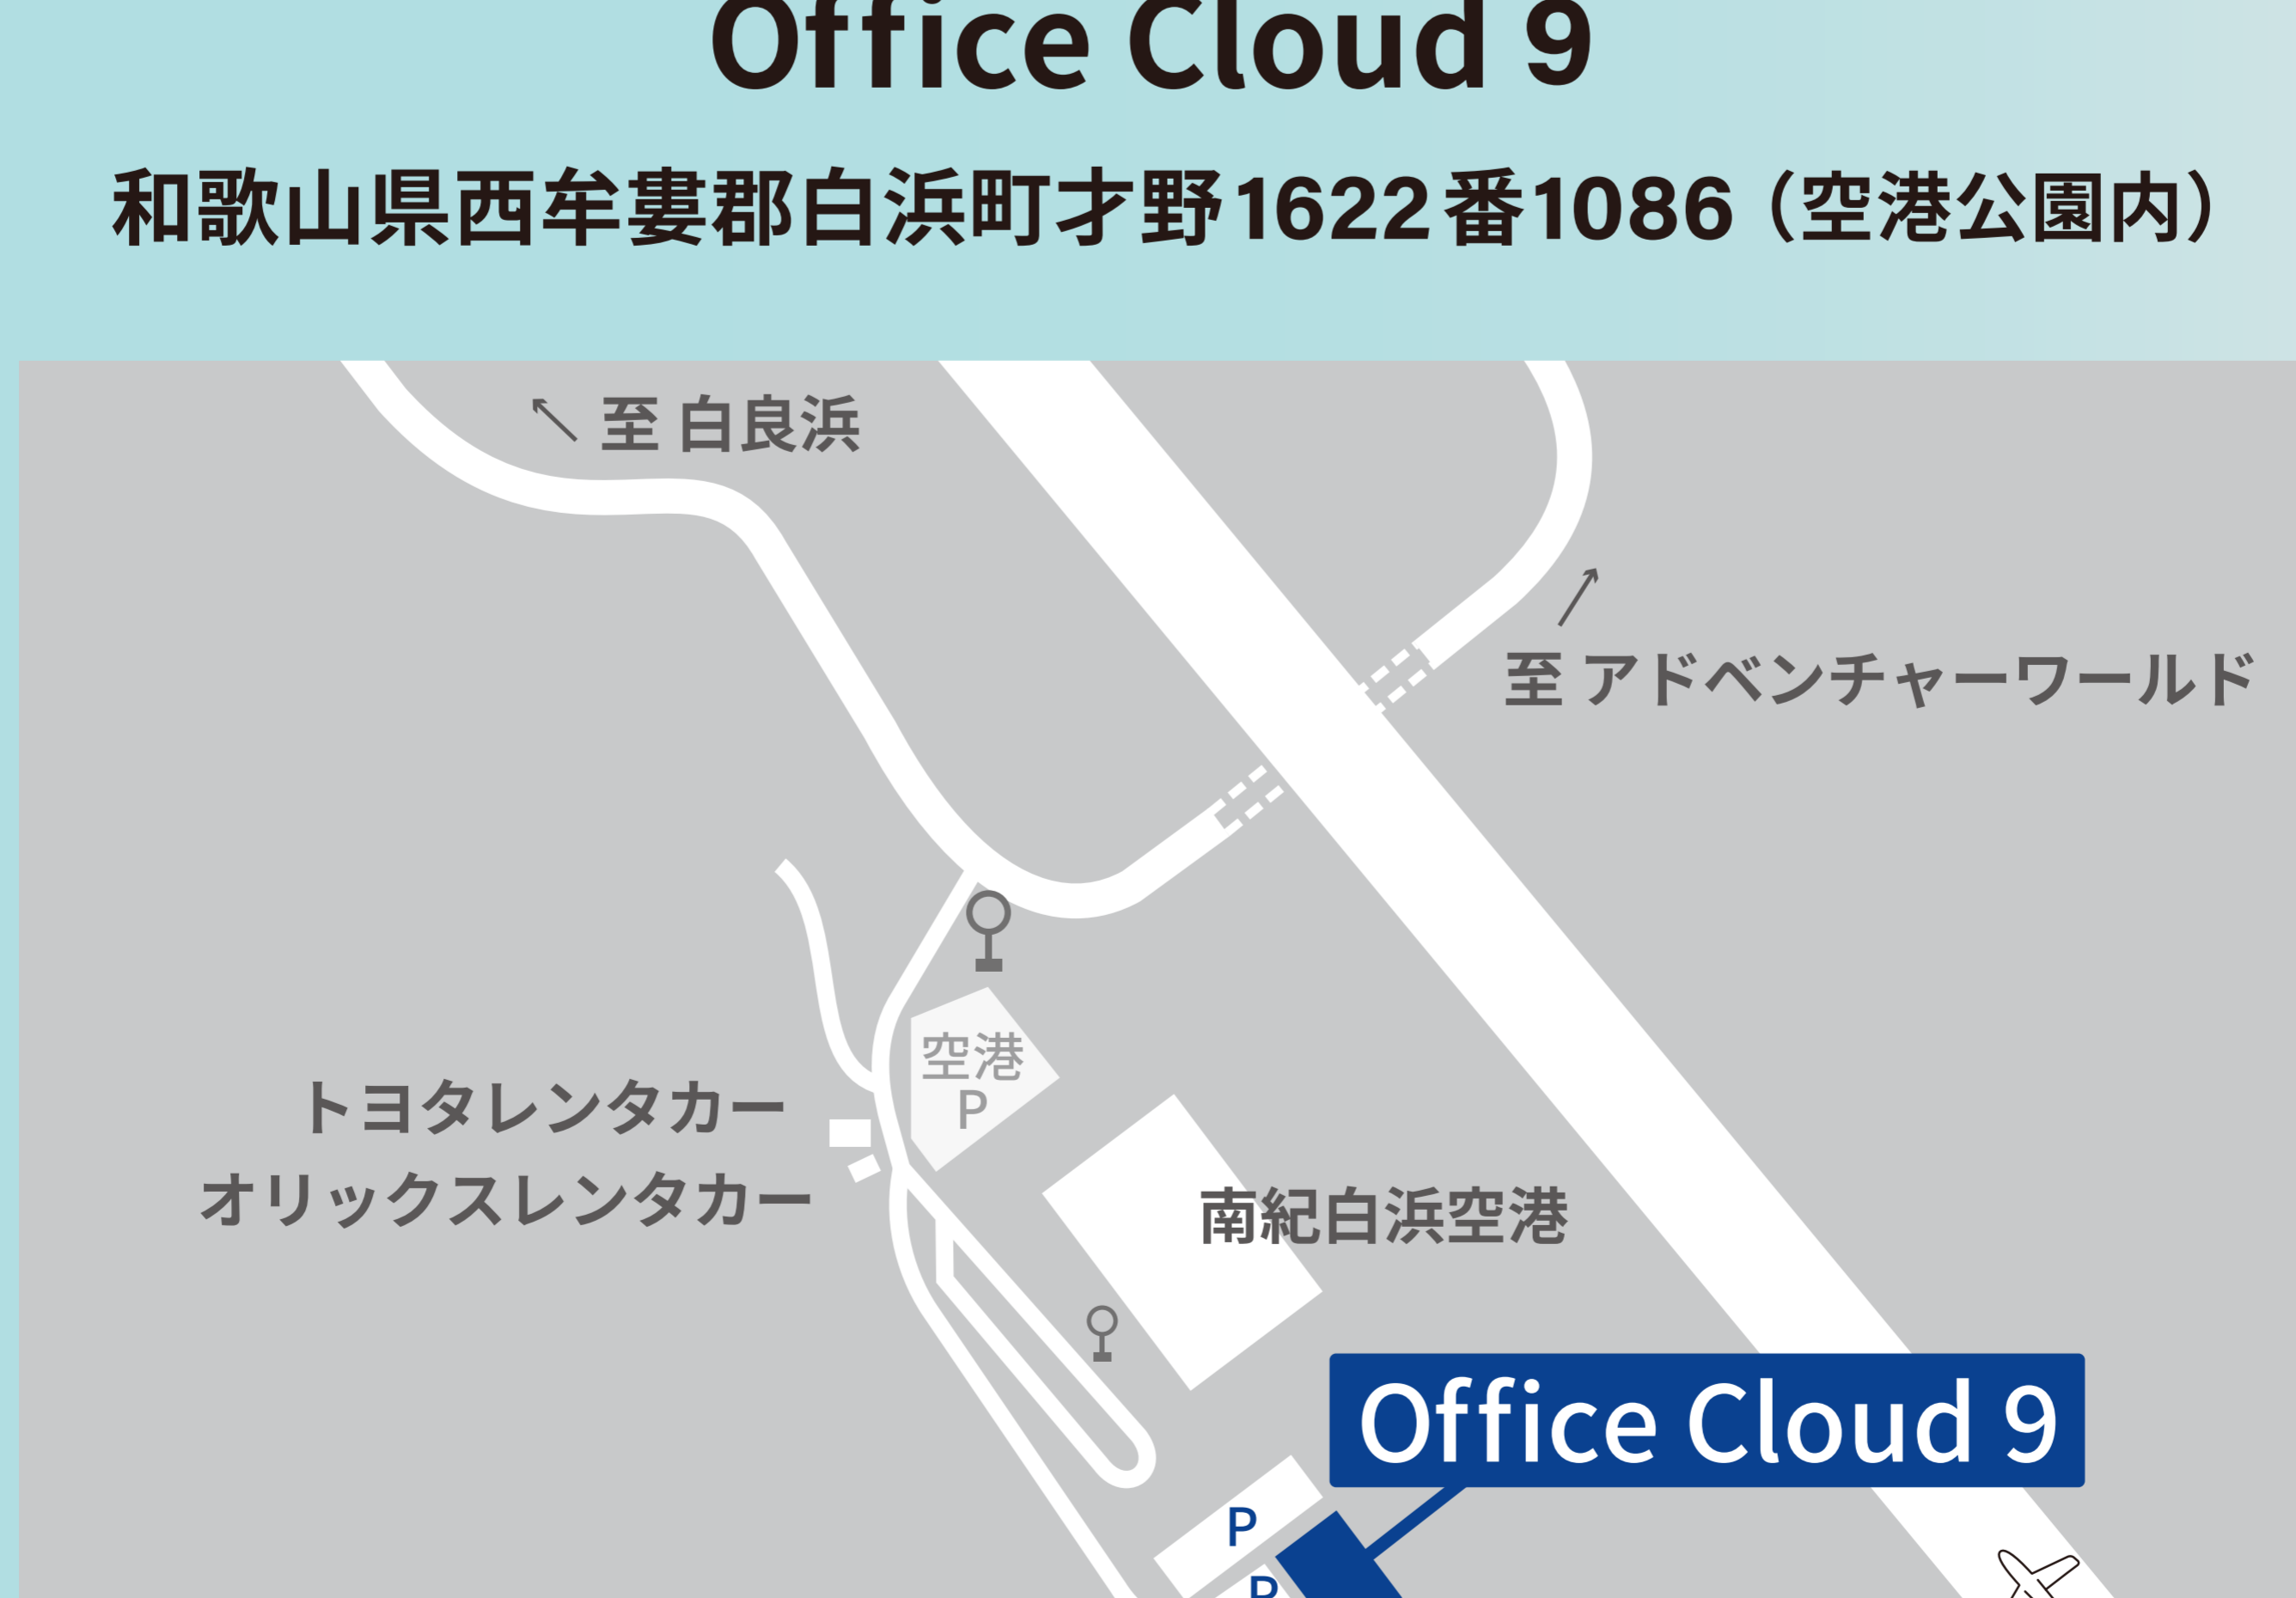 Office Cloud 9
和歌山県西牟婁郡白浜町才野1622番1086（空港公園内）
至 白良浜
至 アドベンチャーワールド
空港
P
トヨタレンタカー
オリックスレンタカー
南紀白浜空港
Office Cloud 9
P
P